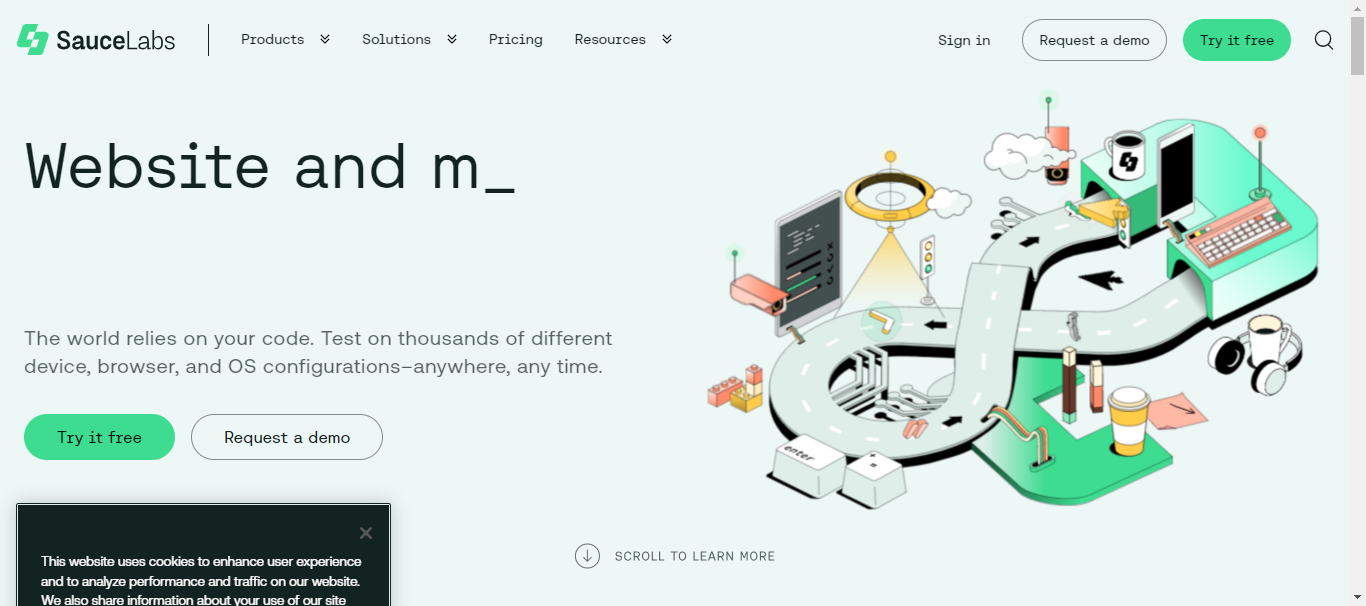 SauceLabs
Products
Solutions
Pricing
Resources
Sign in
Request a demo
Try it free
Website and m_
The world relies on your code. Test on thousands of different
device, browser, and OS configurations—anywhere, any time.
Try it free
Request a demo
enter
+
=
SCROLL TO LEARN MORE
This website uses cookies to enhance user experience
and to analyze performance and traffic on our website.
We also share information about your use of our site